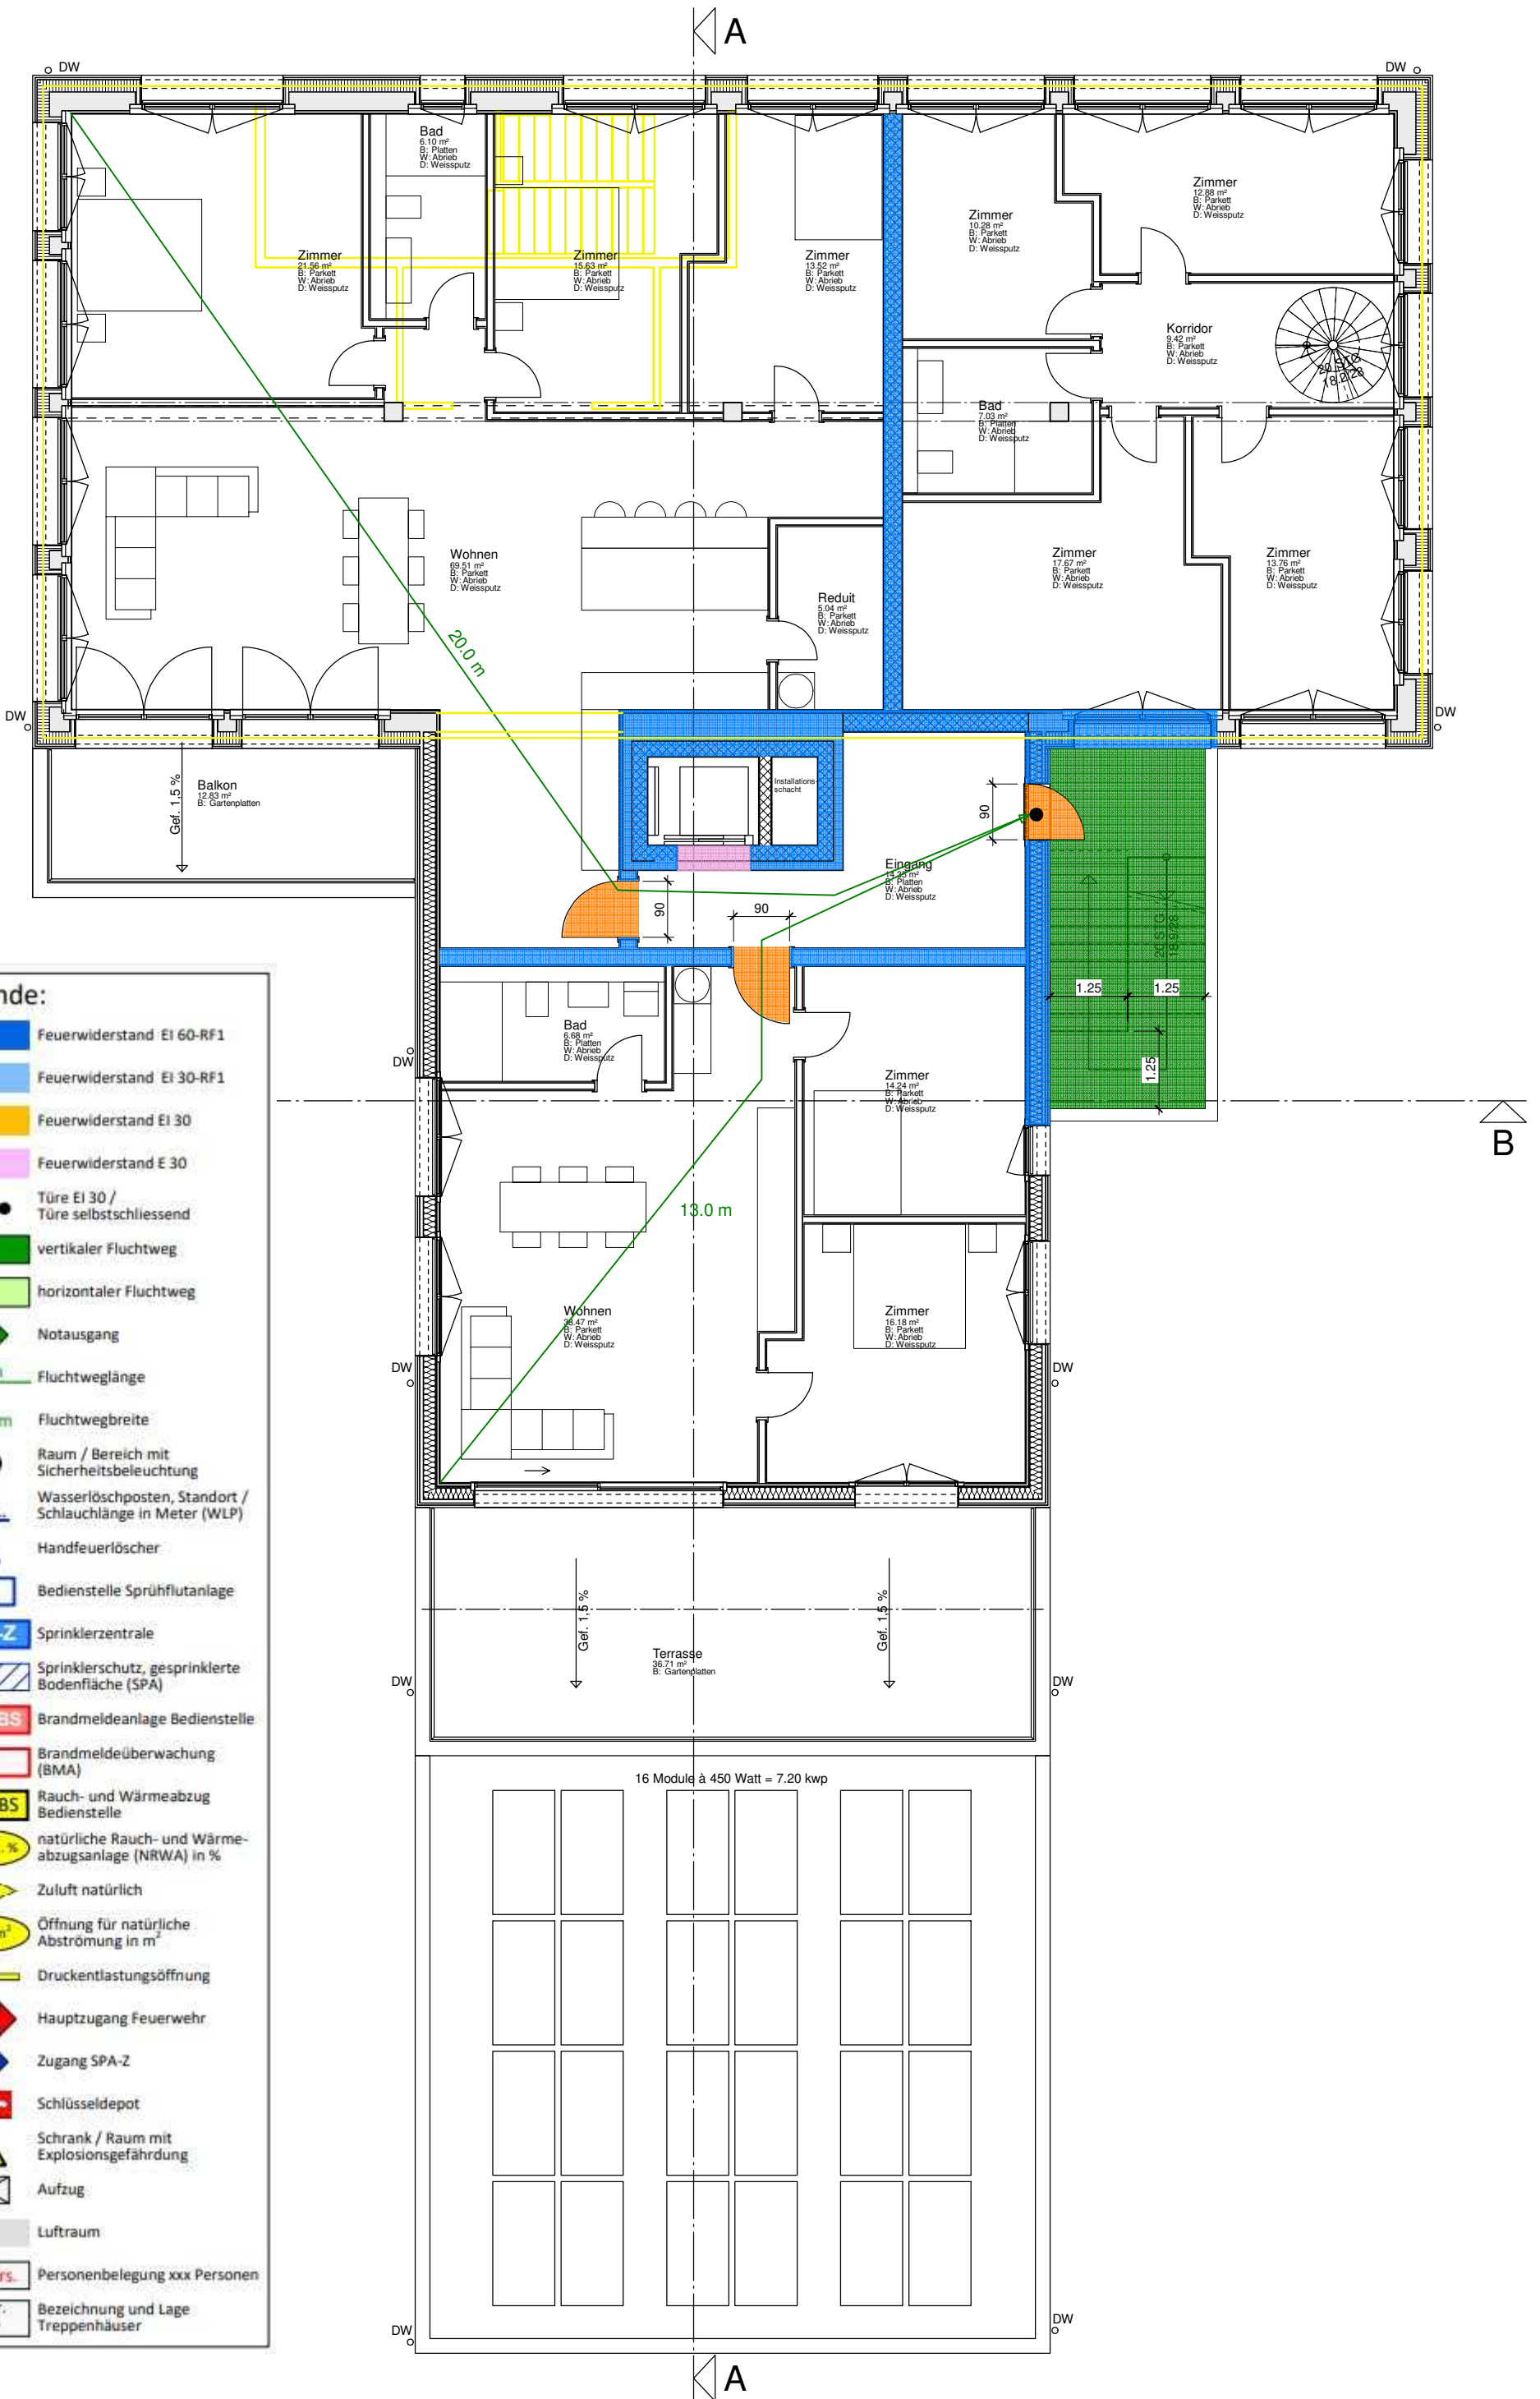 A
DW
DW
Bad
6.10 m²
B: Platten
W: Abrieb
D: Weissputz
Zimmer
21.56 m²
B: Parkett
W: Abrieb
D: Weissputz
Zimmer
15.63 m²
B: Parkett
W: Abrieb
D: Weissputz
Zimmer
13.52 m²
B: Parkett
W: Abrieb
D: Weissputz
Zimmer
10.28 m²
B: Parkett
W: Abrieb
D: Weissputz
Zimmer
12.88 m²
B: Parkett
W: Abrieb
D: Weissputz
Korridor
9.42 m²
B: Parkett
W: Abrieb
D: Weissputz
20 STG
Bad
7.03 m²
B: Platten
W: Abrieb
D: Weissputz
Wohnen
69.51 m²
B: Parkett
W: Abrieb
D: Weissputz
Reduit
5.04 m²
B: Parkett
W: Abrieb
D: Weissputz
Zimmer
17.67 m²
B: Parkett
W: Abrieb
D: Weissputz
Zimmer
13.76 m²
B: Parkett
W: Abrieb
D: Weissputz
20.0 m
DW
DW
Balkon
12.83 m²
B: Gartenplatten
Gef. 1,5 %
Installations-
schacht
90
Eingang
B: Platten
W: Abrieb
D: Weissputz
90
90
20 STG
1.25
1.25
1.25
Bad
6.68 m²
B: Platten
W: Abrieb
D: Weissputz
DW
Zimmer
14.24 m²
B: Parkett
W: Abrieb
D: Weissputz
B
13.0 m
Wohnen
38.47 m²
B: Parkett
W: Abrieb
D: Weissputz
Zimmer
16.18 m²
B: Parkett
W: Abrieb
D: Weissputz
DW
DW
Gef. 1,5 %
Gef. 1,5 %
Terrasse
36.71 m²
B: Gartenplatten
DW
DW
16 Module à 450 Watt = 7.20 kwp
DW
DW
A
nde:
Feuerwiderstand EI 60-RF1
Feuerwiderstand EI 30-RF1
Feuerwiderstand EI 30
Feuerwiderstand E 30
Türe EI 30 /
Türe selbstschliessend
vertikaler Fluchtweg
horizontaler Fluchtweg
Notausgang
Fluchtweglänge
m Fluchtwegbreite
Raum / Bereich mit
Sicherheitsbeleuchtung
Wasserlöschposten, Standort /
Schlauchlänge in Meter (WLP)
Handfeuerlöscher
Bedienstelle Sprühflutanlage
-Z Sprinklerzentrale
Sprinklerschutz, gesprinklerte
Bodenfläche (SPA)
BS Brandmeldeanlage Bedienstelle
Brandmeldeüberwachung
(BMA)
BS Rauch- und Wärmeabzug
Bedienstelle
.% natürliche Rauch- und Wärme-
abzugsanlage (NRWA) in %
Zuluft natürlich
m² Öffnung für natürliche
Abströmung in m²
Druckentlastungsöffnung
Hauptzugang Feuerwehr
Zugang SPA-Z
Schlüsseldepot
Schrank / Raum mit
Explosionsgefährdung
Aufzug
Luftraum
rs. Personenbelegung xxx Personen
Bezeichnung und Lage
Treppenhäuser